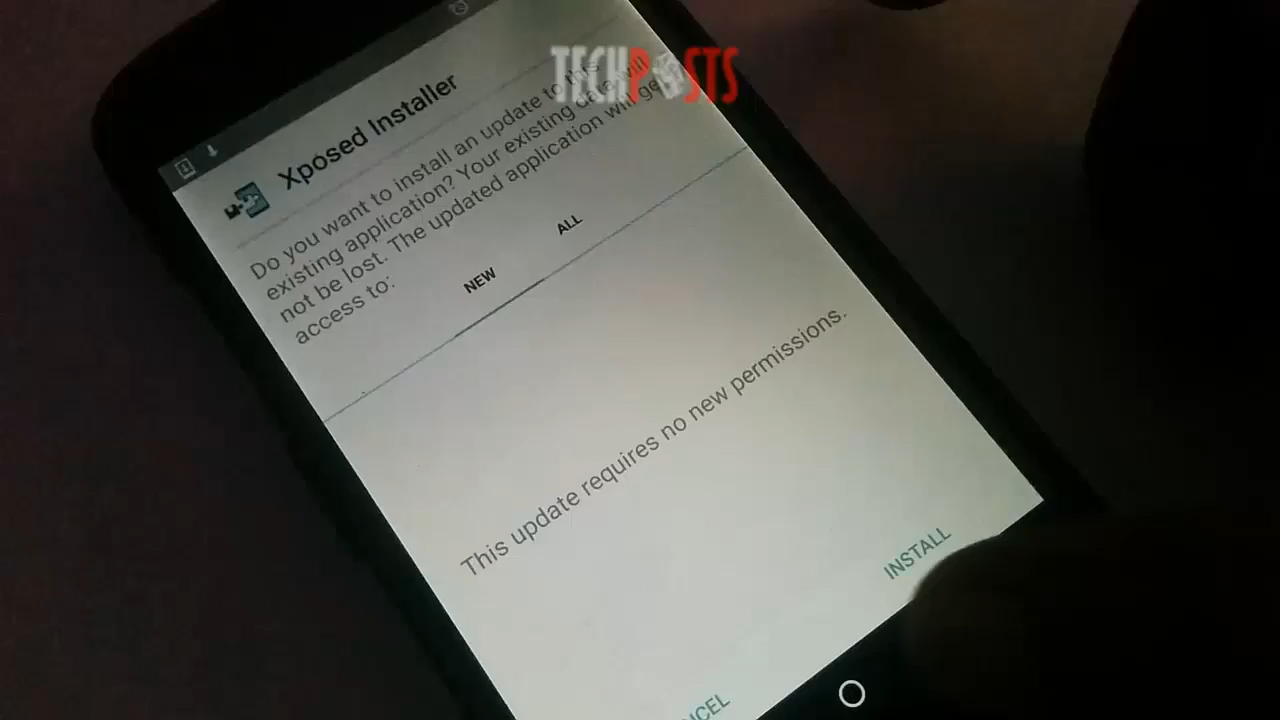 TECHPOSTS
Xposed Installer
Do you want to install an update to this
existing application? Your existing data will
not be lost. The updated application will get
access to:
NEW
ALL
This update requires no new permissions.
INSTALL
NCEL